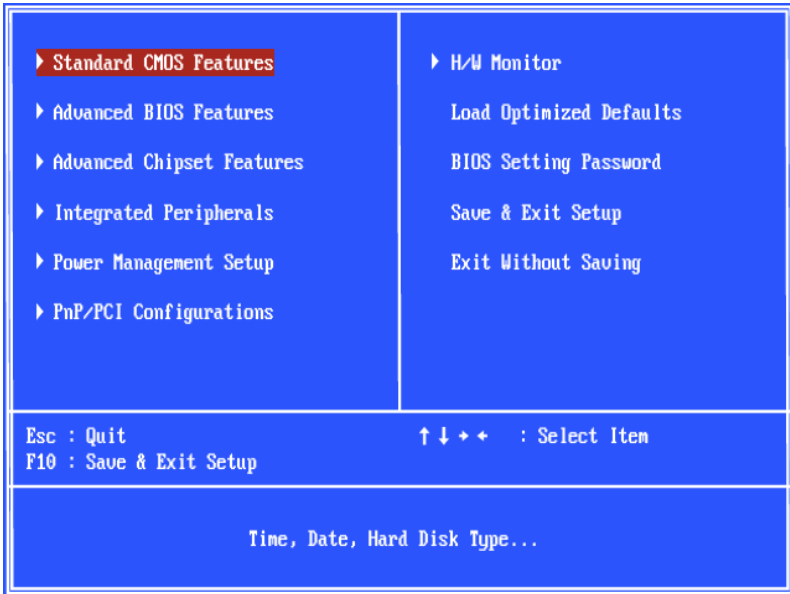 Standard CMOS Features
Advanced BIOS Features
Advanced Chipset Features
Integrated Peripherals
Power Management Setup
PnP/PCI Configurations
H/W Monitor
Load Optimized Defaults
BIOS Setting Password
Save & Exit Setup
Exit Without Saving
Esc : Quit
F10 : Save & Exit Setup
↑ ↓ → ← : Select Item
Time, Date, Hard Disk Type...